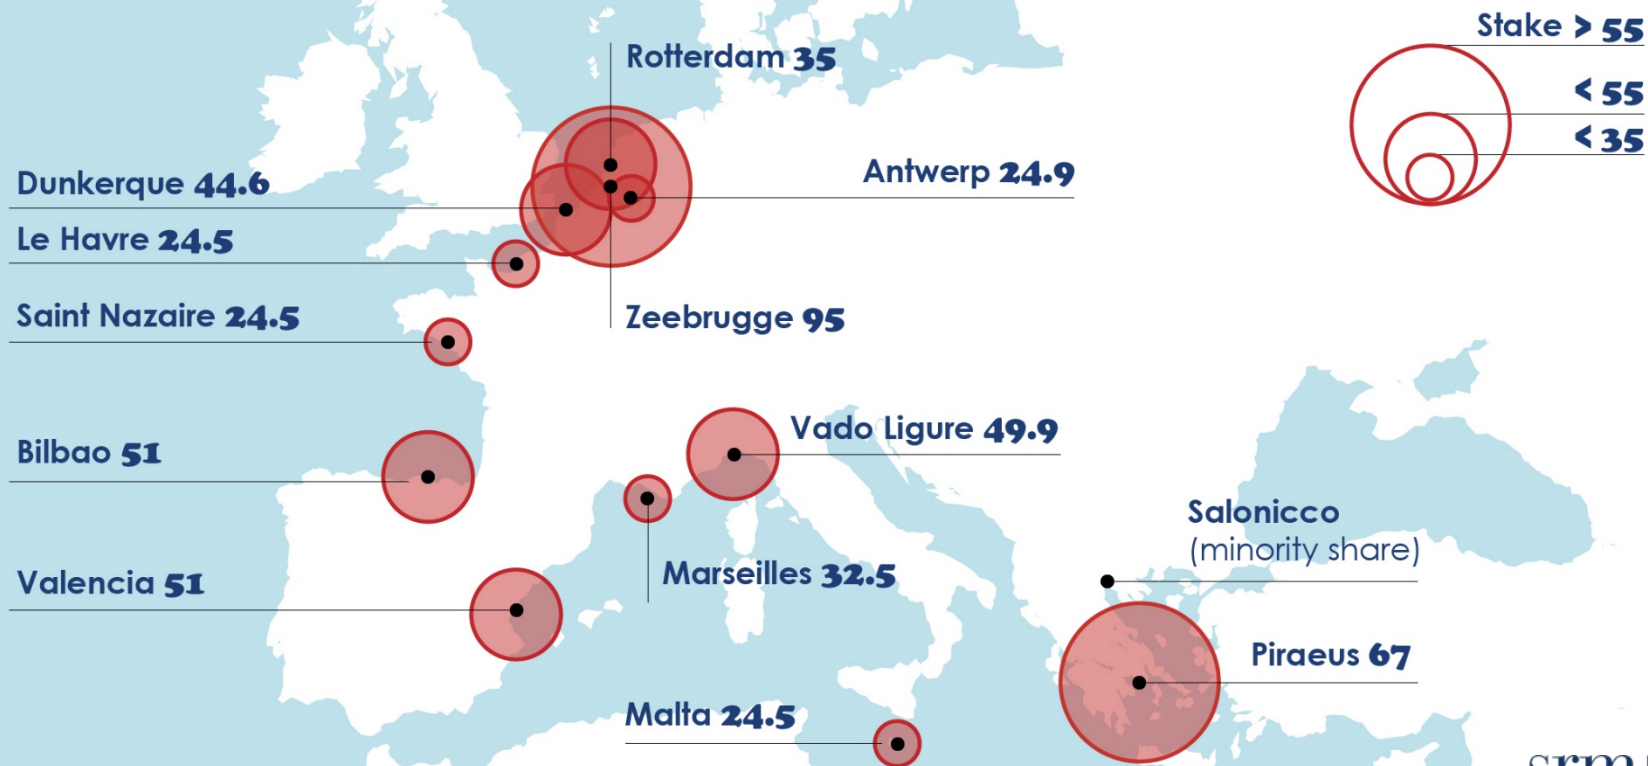 Stake > 55
< 55
< 35
Rotterdam 35
Antwerp 24.9
Dunkerque 44.6
Le Havre 24.5
Saint Nazaire 24.5
Zeebrugge 95
Bilbao 51
Vado Ligure 49.9
Salonicco
(minority share)
Marseilles 32.5
Valencia 51
Piraeus 67
Malta 24.5
srm